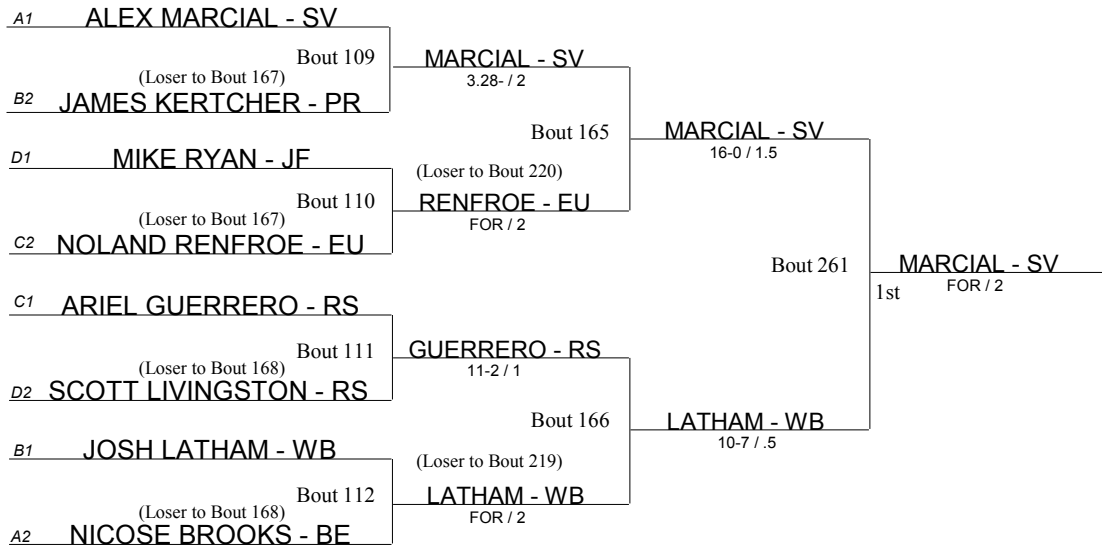 A1 ALEX MARCIAL - SV
Bout 109
(Loser to Bout 167)
B2 JAMES KERTCHER - PR
MARCIAL - SV
3.28- / 2
D1 MIKE RYAN - JF
Bout 110
(Loser to Bout 167)
C2 NOLAND RENFROE - EU
Bout 165
(Loser to Bout 220)
RENFROE - EU
FOR / 2
MARCIAL - SV
16-0 / 1.5
C1 ARIEL GUERRERO - RS
Bout 111
(Loser to Bout 168)
D2 SCOTT LIVINGSTON - RS
GUERRERO - RS
11-2 / 1
B1 JOSH LATHAM - WB
Bout 112
(Loser to Bout 168)
A2 NICOSE BROOKS - BE
Bout 166
(Loser to Bout 219)
LATHAM - WB
FOR / 2
LATHAM - WB
10-7 / .5
Bout 261
MARCIAL - SV
FOR / 2
1st